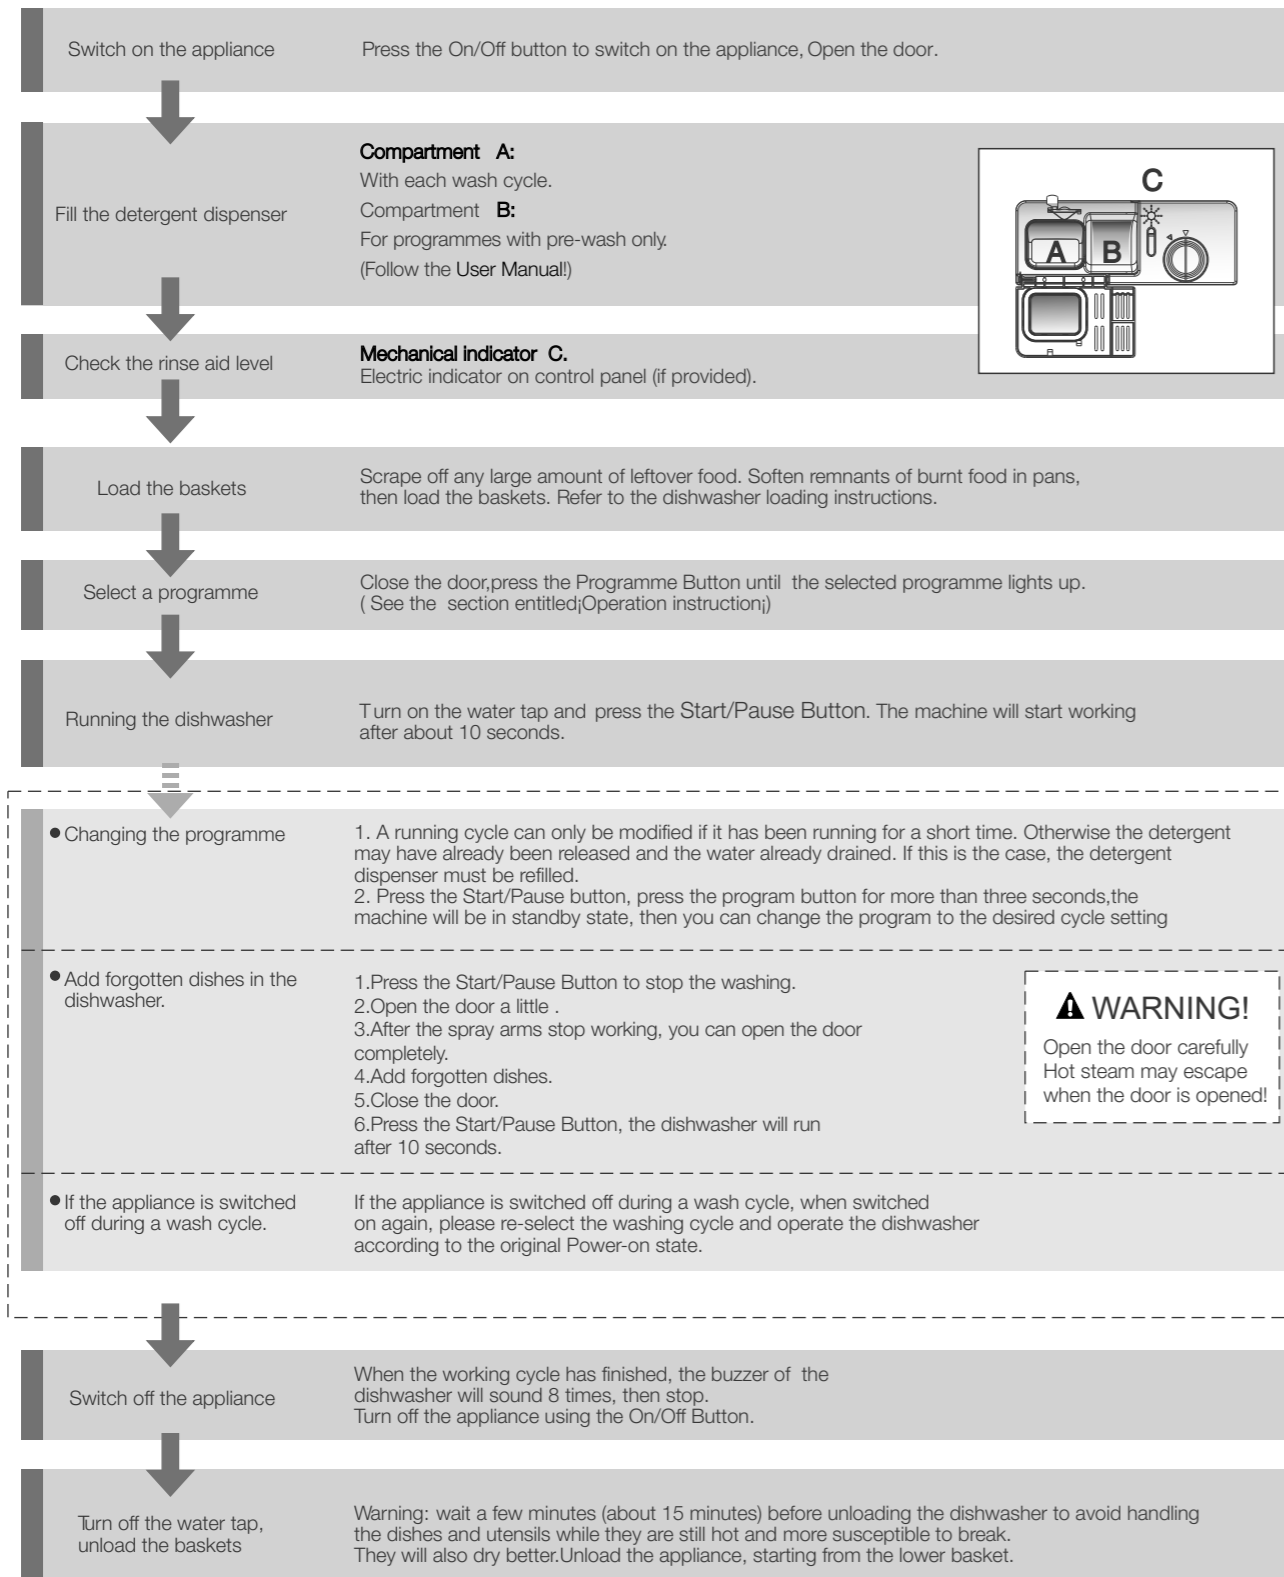 Switch on the appliance
Press the On/Off button to switch on the appliance, Open the door.
Fill the detergent dispenser
Compartment A:
With each wash cycle.
Compartment B:
For programmes with pre-wash only.
(Follow the User Manual!)
C
A
B
Check the rinse aid level
Mechanical indicator C.
Electric indicator on control panel (if provided).
Load the baskets
Scrape off any large amount of leftover food. Soften remnants of burnt food in pans,
then load the baskets. Refer to the dishwasher loading instructions.
Select a programme
Close the door,press the Programme Button until the selected programme lights up.
( See the section entitled¡Operation instruction¡)
Running the dishwasher
Turn on the water tap and press the Start/Pause Button. The machine will start working
after about 10 seconds.
● Changing the programme
1. A running cycle can only be modified if it has been running for a short time. Otherwise the detergent
may have already been released and the water already drained. If this is the case, the detergent
dispenser must be refilled.
2. Press the Start/Pause button, press the program button for more than three seconds,the
machine will be in standby state, then you can change the program to the desired cycle setting
● Add forgotten dishes in the
dishwasher.
1.Press the Start/Pause Button to stop the washing.
2.Open the door a little .
3.After the spray arms stop working, you can open the door
completely.
4.Add forgotten dishes.
5.Close the door.
6.Press the Start/Pause Button, the dishwasher will run
after 10 seconds.
WARNING!
Open the door carefully
Hot steam may escape
when the door is opened!
● If the appliance is switched
off during a wash cycle.
If the appliance is switched off during a wash cycle, when switched
on again, please re-select the washing cycle and operate the dishwasher
according to the original Power-on state.
Switch off the appliance
When the working cycle has finished, the buzzer of the
dishwasher will sound 8 times, then stop.
Turn off the appliance using the On/Off Button.
Turn off the water tap,
unload the baskets
Warning: wait a few minutes (about 15 minutes) before unloading the dishwasher to avoid handling
the dishes and utensils while they are still hot and more susceptible to break.
They will also dry better.Unload the appliance, starting from the lower basket.